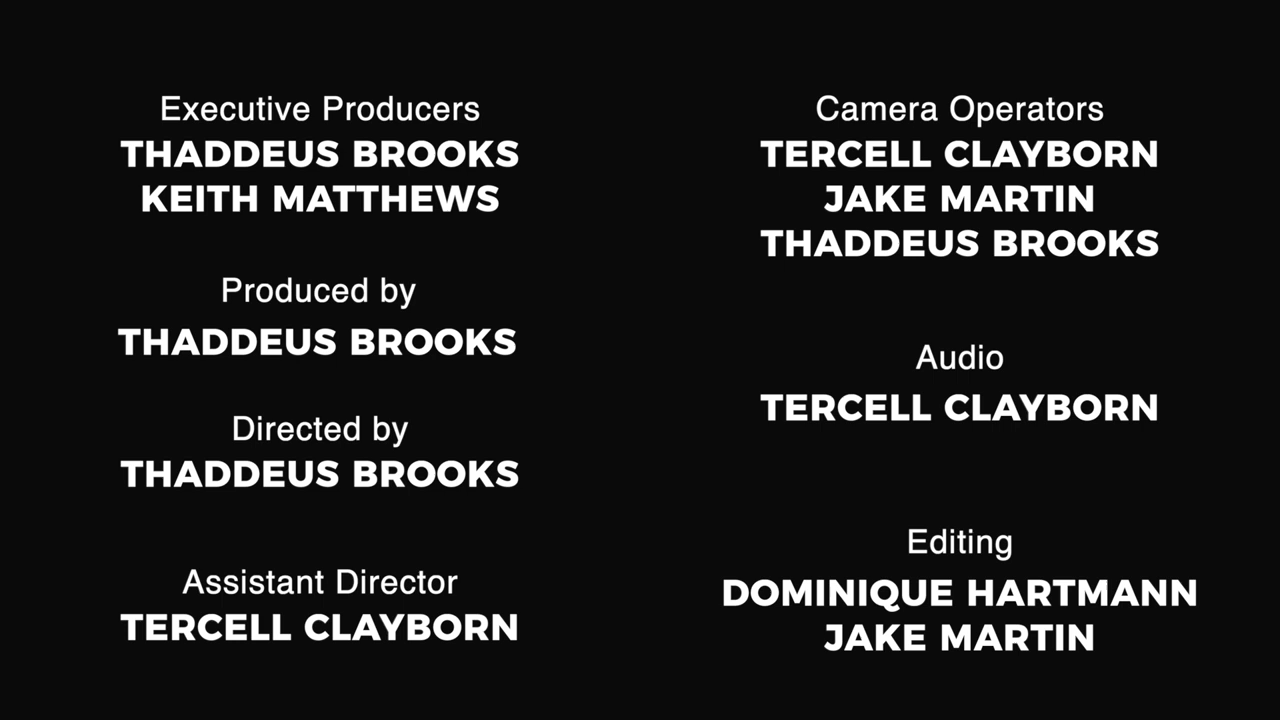 Executive Producers
THADDEUS BROOKS
KEITH MATTHEWS
Produced by
THADDEUS BROOKS
Directed by
THADDEUS BROOKS
Assistant Director
TERCELL CLAYBORN
Camera Operators
TERCELL CLAYBORN
JAKE MARTIN
THADDEUS BROOKS
Audio
TERCELL CLAYBORN
Editing
DOMINIQUE HARTMANN
JAKE MARTIN